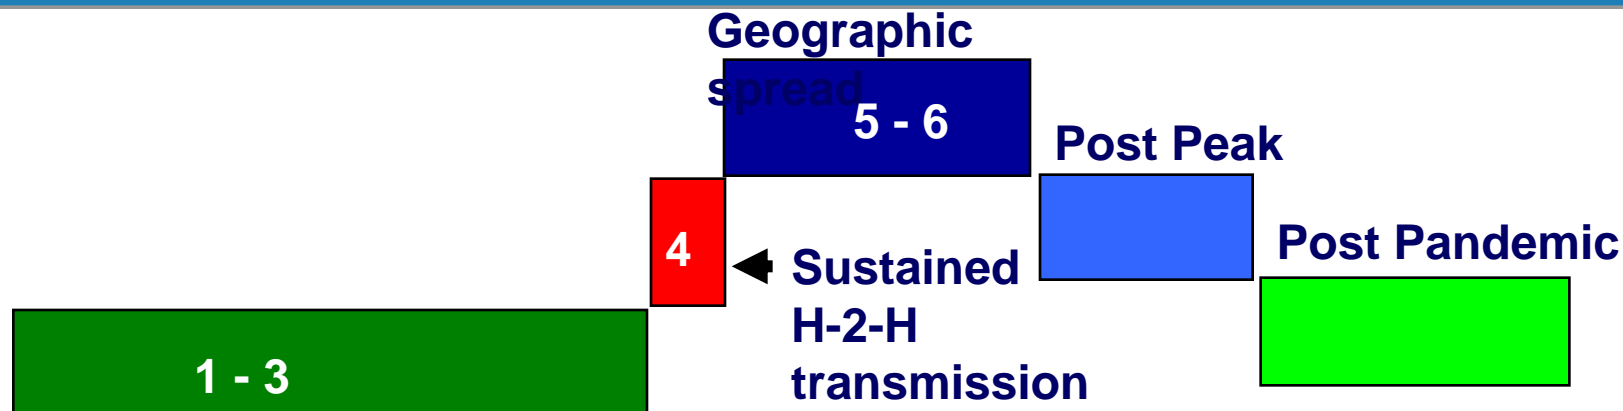 Geographic
spread
5 - 6
Post Peak
4
Sustained
H-2-H
transmission
Post Pandemic
1 - 3